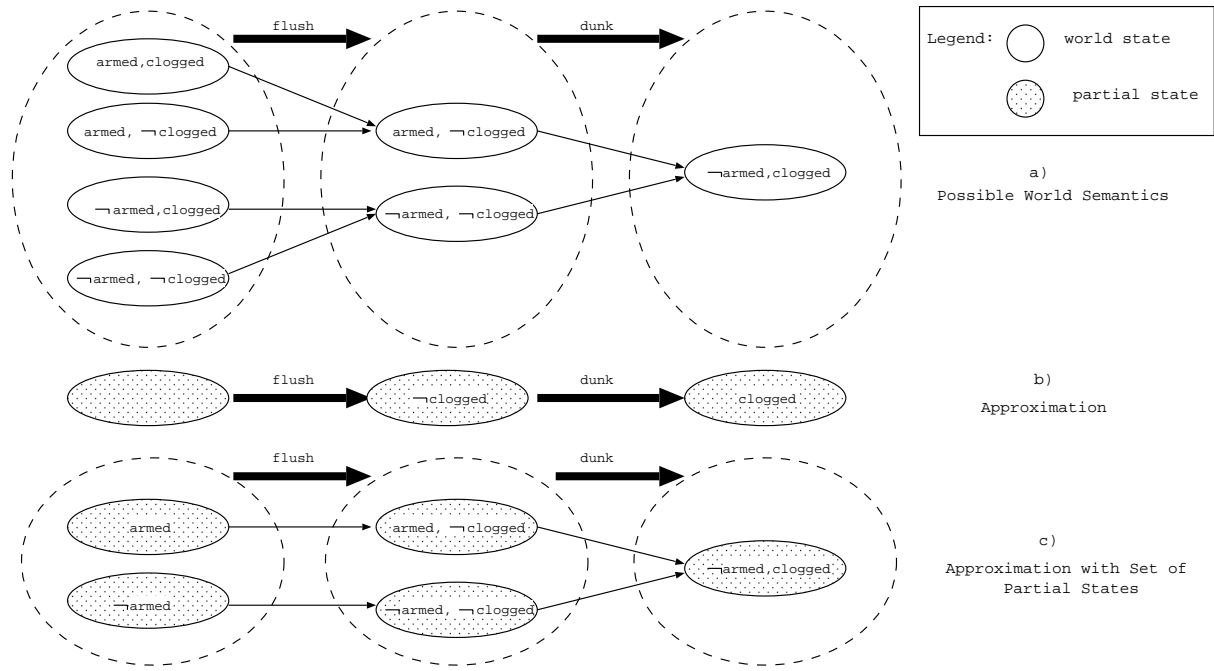 flush
dunk
Legend:
world state
partial state
armed,clogged
armed, ¬clogged
¬armed,clogged
¬armed, ¬clogged
armed, ¬clogged
¬armed, ¬clogged
¬armed,clogged
a)
Possible World Semantics
flush
dunk
¬clogged
clogged
b)
Approximation
flush
dunk
armed
¬armed
armed, ¬clogged
¬armed, ¬clogged
¬armed,clogged
c)
Approximation with Set of
Partial States